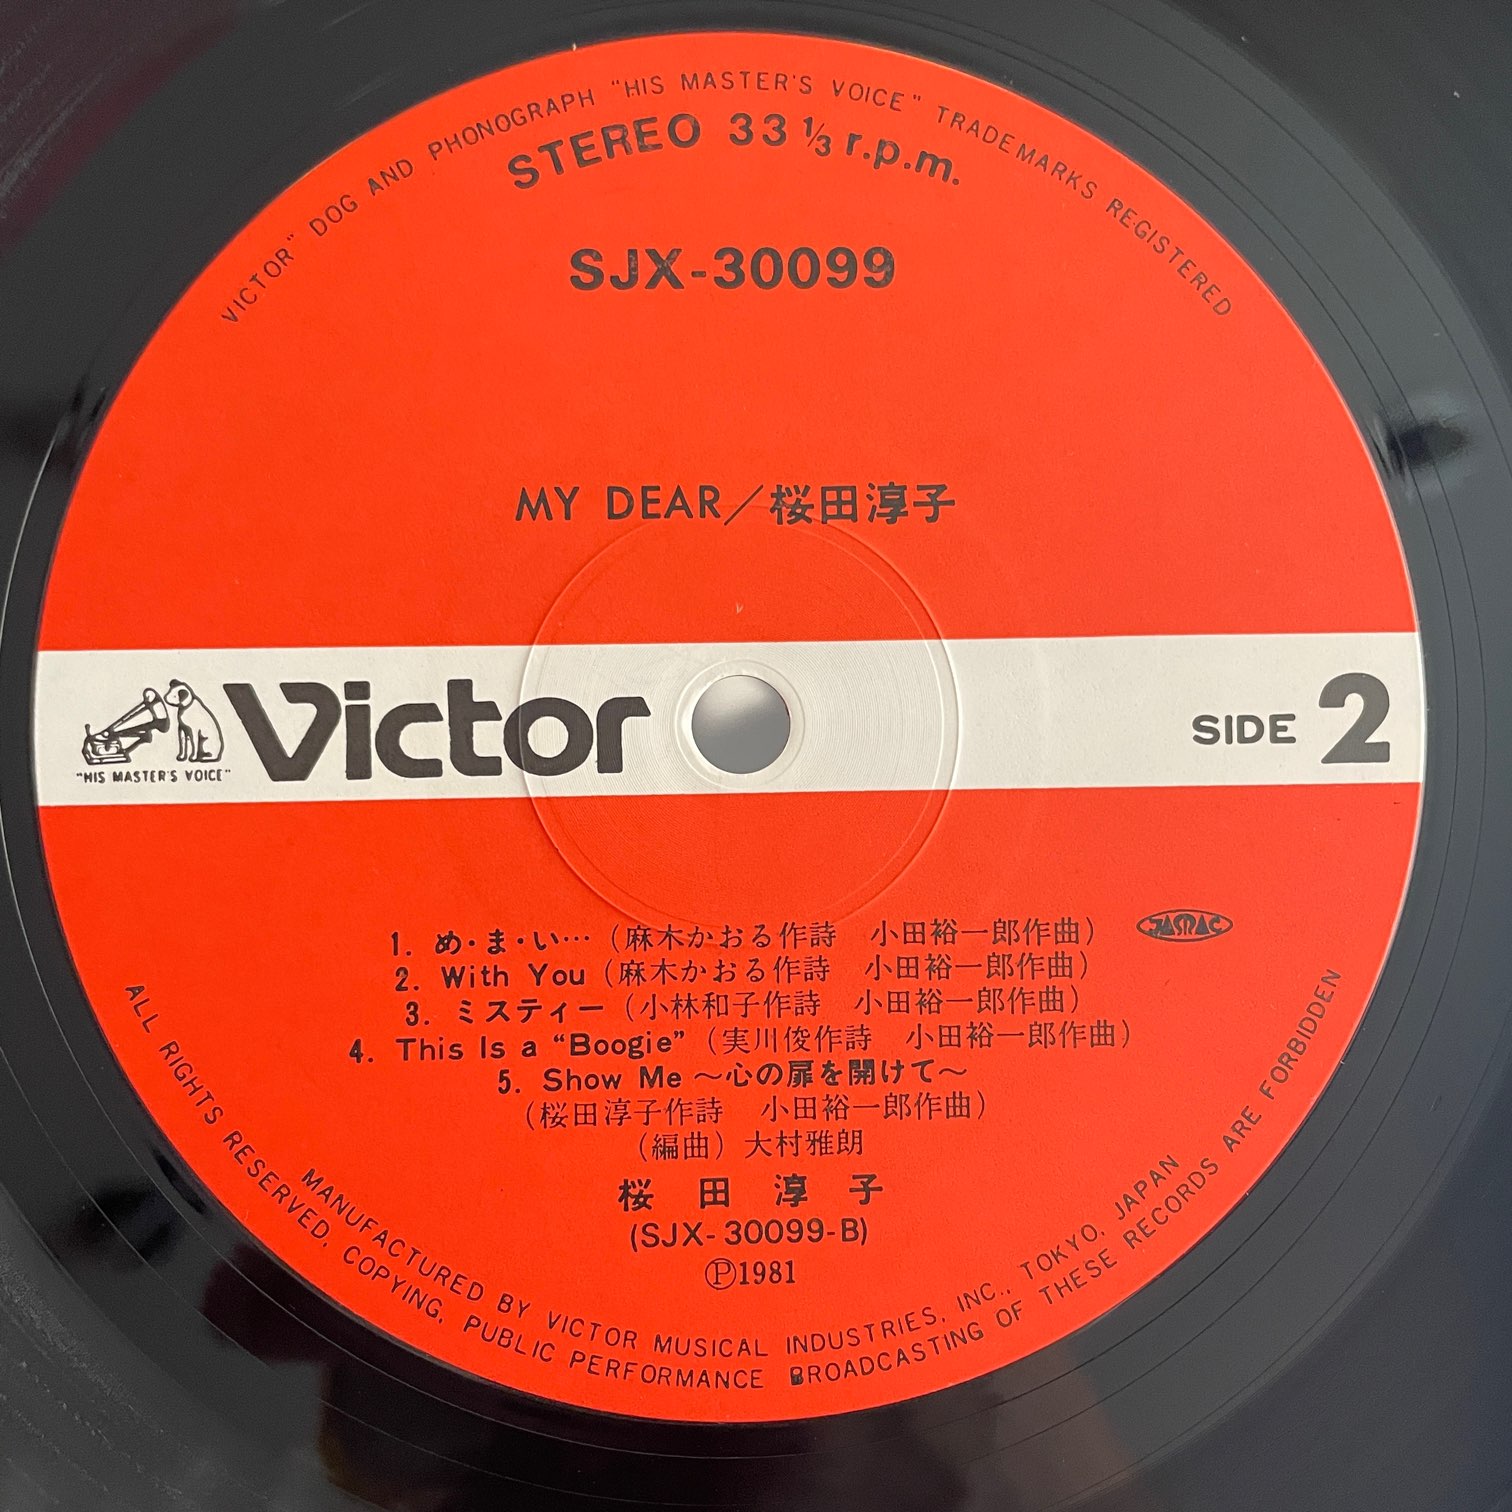 VICTOR" DOG AND PHONOGRAPH "HIS MASTER'S VOICE" TRADEMARKS REGISTERED
STEREO 33⅓ r.p.m.
SJX-30099
MY DEAR／桜田淳子
Victor
"HIS MASTER'S VOICE"
SIDE 2
1. め・ま・い…（麻木かおる作詩　小田裕一郎作曲）
JASRAC
2. With You（麻木かおる作詩　小田裕一郎作曲）
3. ミスティー（小林和子作詩　小田裕一郎作曲）
4. This Is a “Boogie”（実川俊作詩　小田裕一郎作曲）
5. Show Me ～心の扉を開けて～
（桜田淳子作詩　小田裕一郎作曲）
（編曲）大村雅朗
桜田淳子
(SJX-30099-B)
Ⓟ1981
MANUFACTURED BY VICTOR MUSICAL INDUSTRIES, INC., TOKYO, JAPAN
ALL RIGHTS RESERVED. COPYING, PUBLIC PERFORMANCE BROADCASTING OF THESE RECORDS ARE FORBIDDEN